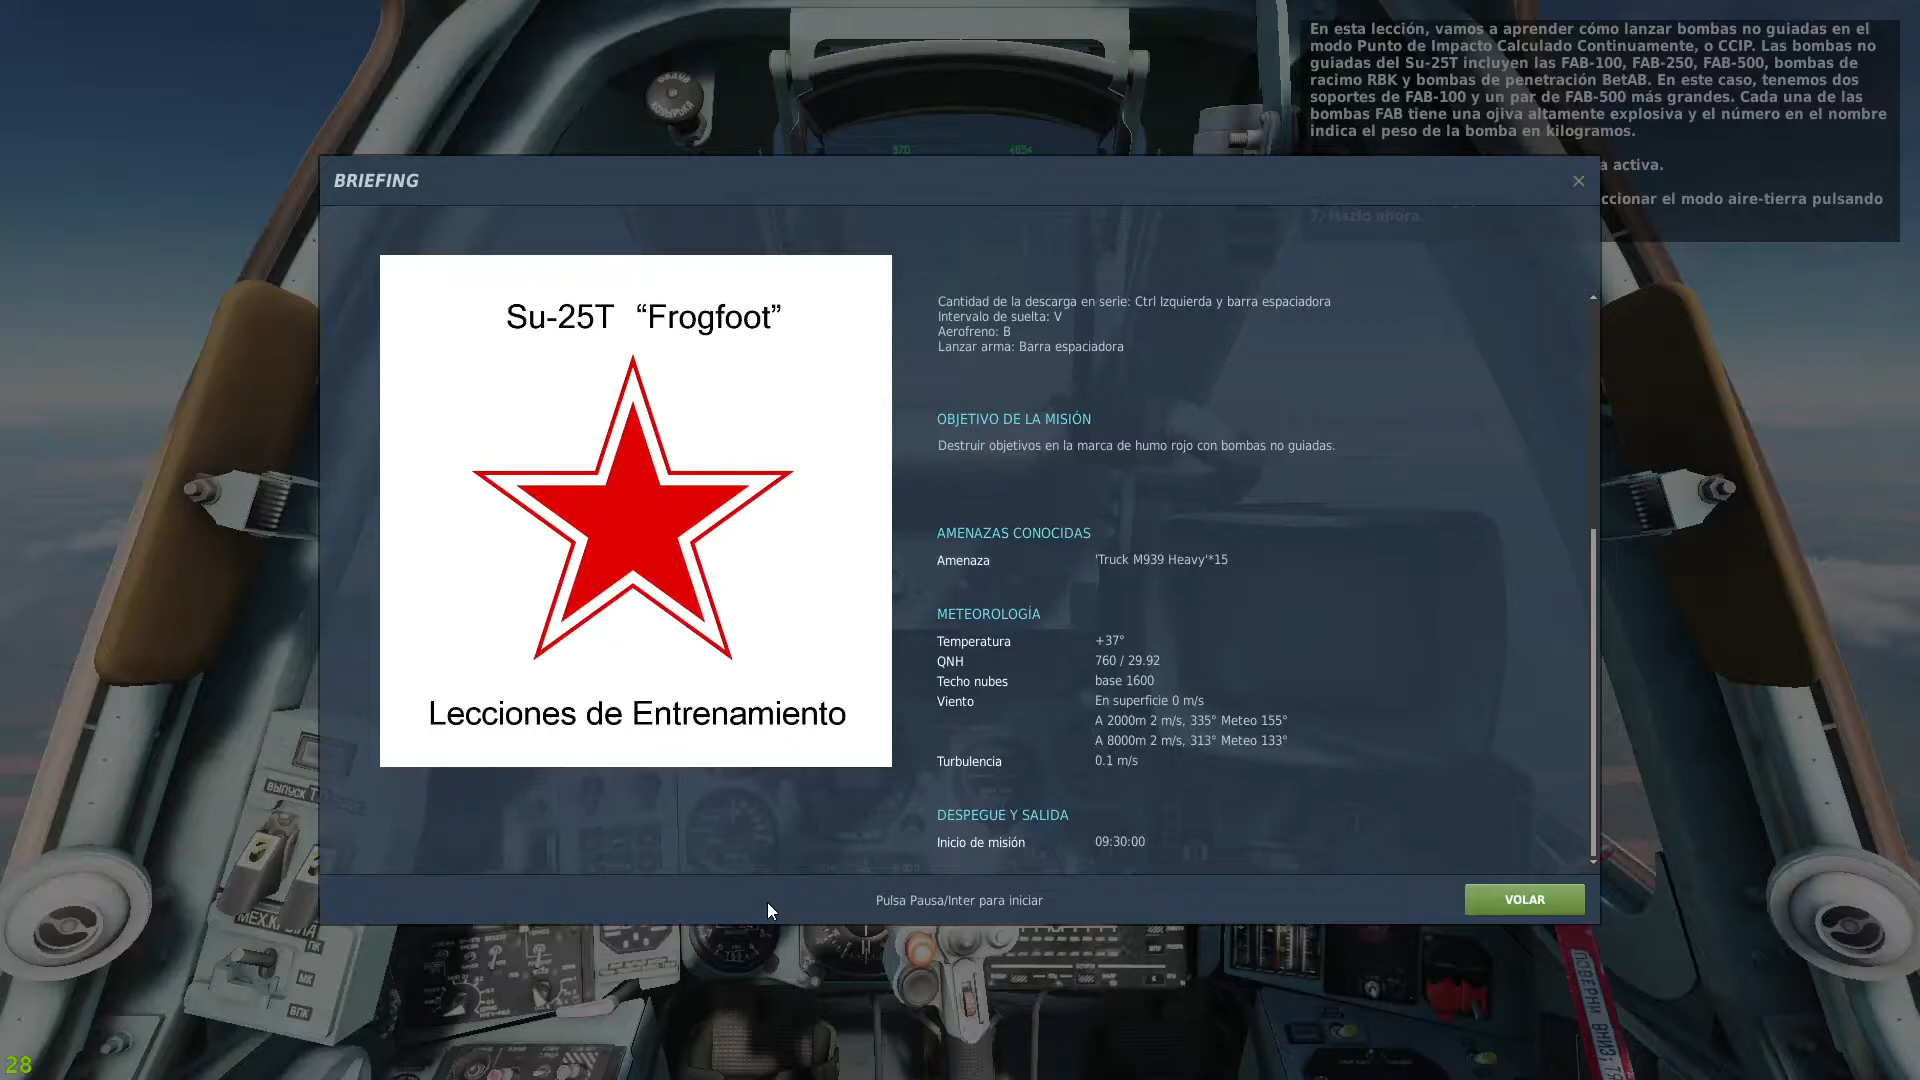 En esta lección, vamos a aprender cómo lanzar bombas no guiadas en el
modo Punto de Impacto Calculado Continuamente, o CCIP. Las bombas no
guiadas del Su-25T incluyen las FAB-100, FAB-250, FAB-500, bombas de
racimo RBK y bombas de penetración BetAB. En este caso, tenemos dos
soportes de FAB-100 y un par de FAB-500 más grandes. Cada una de las
bombas FAB tiene una ojiva altamente explosiva y el número en el nombre
indica el peso de la bomba en kilogramos.
a activa.
ccionar el modo aire-tierra pulsando
7. Hazlo ahora.
570
BRIEFING
Su-25T “Frogfoot”
Lecciones de Entrenamiento
Cantidad de la descarga en serie: Ctrl Izquierda y barra espaciadora
Intervalo de suelta: V
Aerofreno: B
Lanzar arma: Barra espaciadora
OBJETIVO DE LA MISIÓN
Destruir objetivos en la marca de humo rojo con bombas no guiadas.
AMENAZAS CONOCIDAS
Amenaza 'Truck M939 Heavy'*15
METEOROLOGÍA
Temperatura +37°
QNH 760 / 29.92
Techo nubes base 1600
Viento En superficie 0 m/s
A 2000m 2 m/s, 335° Meteo 155°
A 8000m 2 m/s, 313° Meteo 133°
Turbulencia 0.1 m/s
DESPEGUE Y SALIDA
Inicio de misión 09:30:00
Pulsa Pausa/Inter para iniciar
VOLAR
ВЫПУСК
ПК
МК
ВПК
28